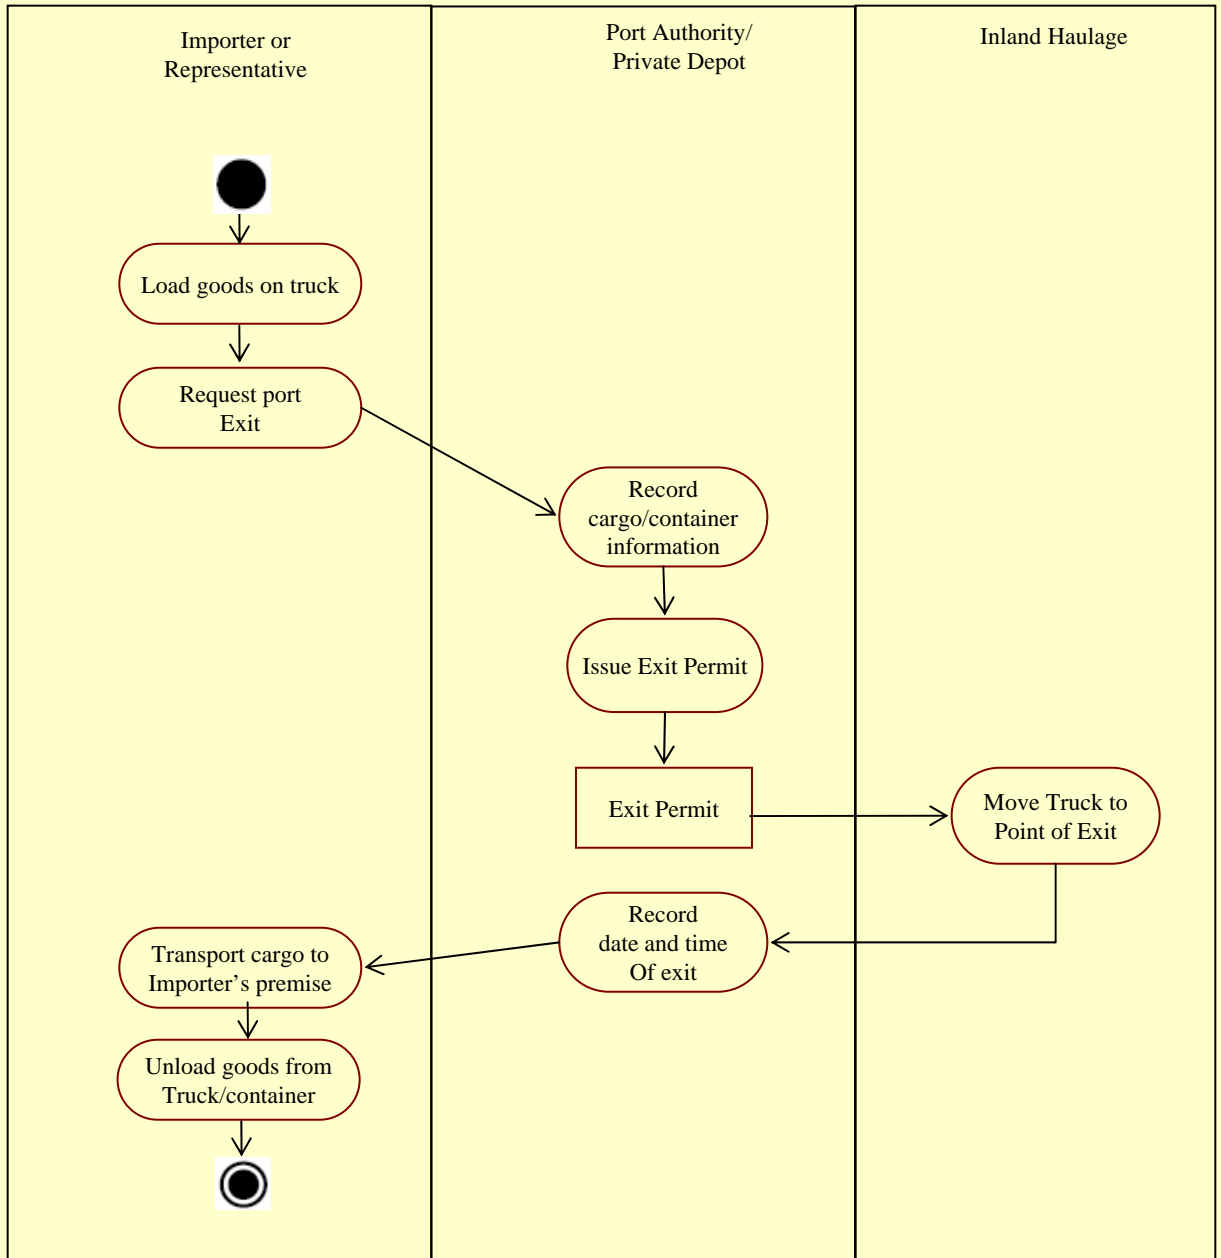 Importer or
Representative
Port Authority/
Private Depot
Inland Haulage
Load goods on truck
Request port
Exit
Record
cargo/container
information
Issue Exit Permit
Exit Permit
Move Truck to
Point of Exit
Record
date and time
Of exit
Transport cargo to
Importer’s premise
Unload goods from
Truck/container